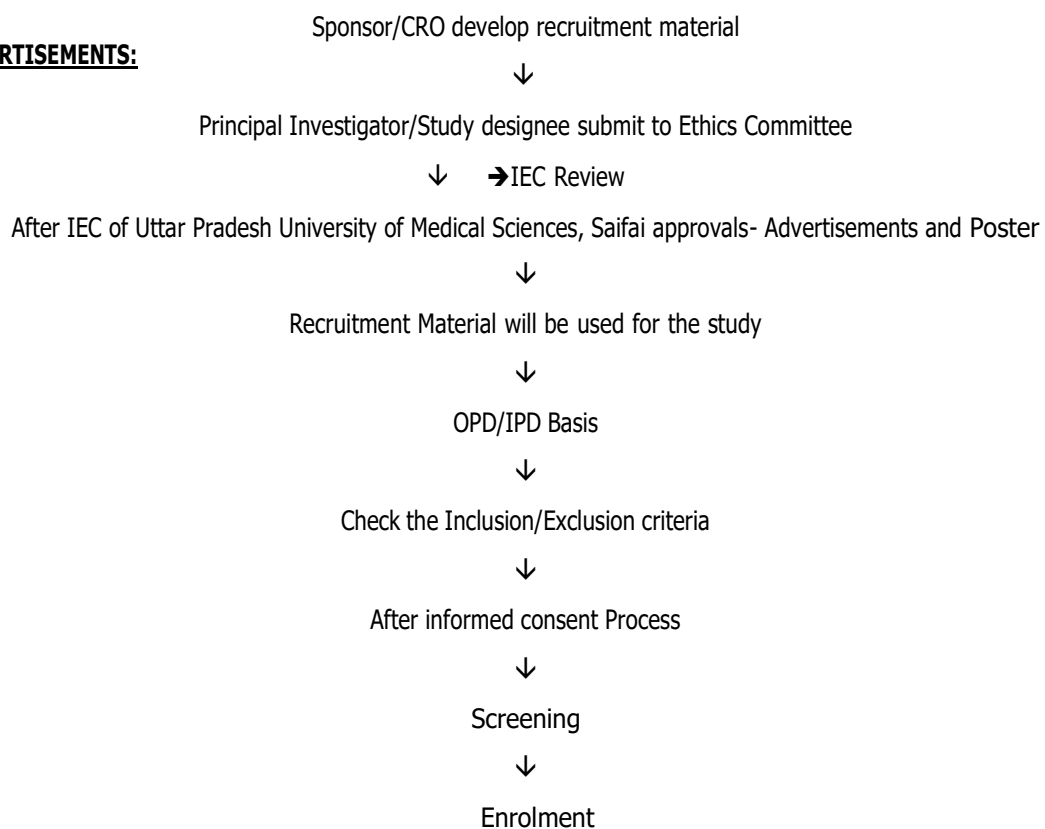 Sponsor/CRO develop recruitment material
RTISEMENTS:
↓
Principal Investigator/Study designee submit to Ethics Committee
↓ ➔IEC Review
After IEC of Uttar Pradesh University of Medical Sciences, Saifai approvals- Advertisements and Poster
↓
Recruitment Material will be used for the study
↓
OPD/IPD Basis
↓
Check the Inclusion/Exclusion criteria
↓
After informed consent Process
↓
Screening
↓
Enrolment